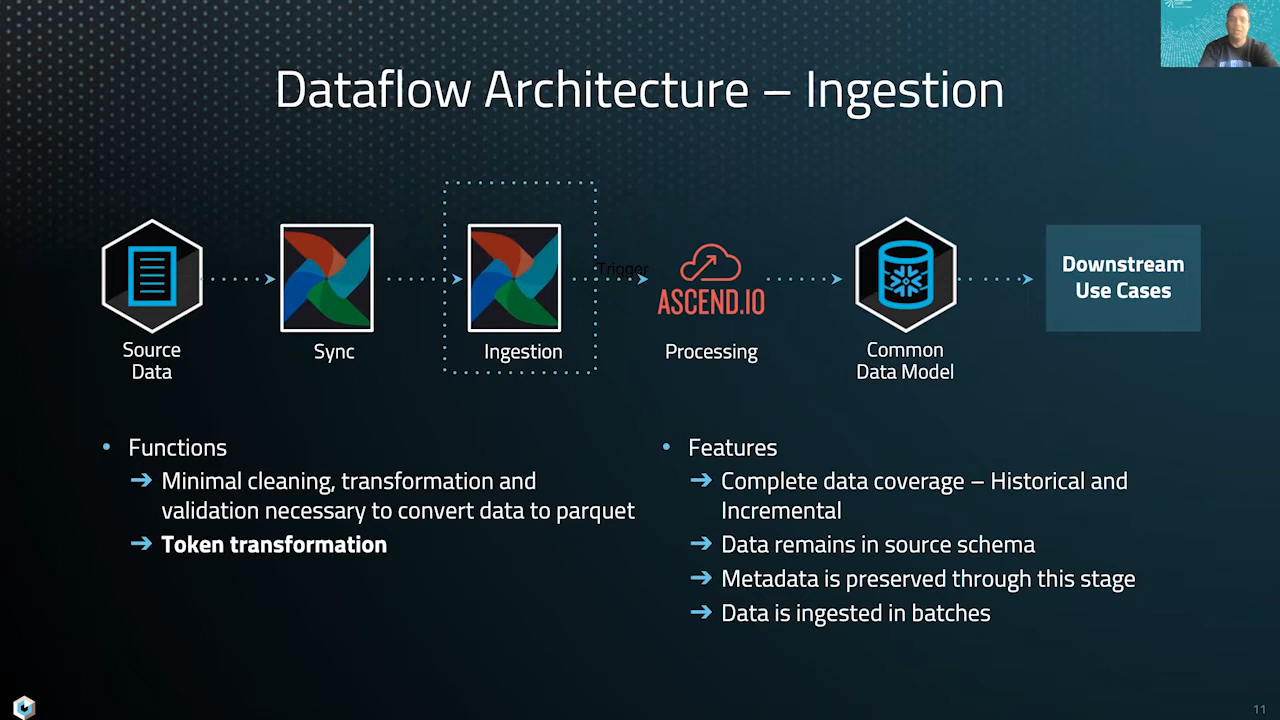 Dataflow Architecture – Ingestion
Trigger
ASCEND.IO
Downstream
Use Cases
Source
Data
Sync
Ingestion
Processing
Common
Data Model
• Functions
➔ Minimal cleaning, transformation and
validation necessary to convert data to parquet
➔ Token transformation
• Features
➔ Complete data coverage – Historical and
Incremental
➔ Data remains in source schema
➔ Metadata is preserved through this stage
➔ Data is ingested in batches
11